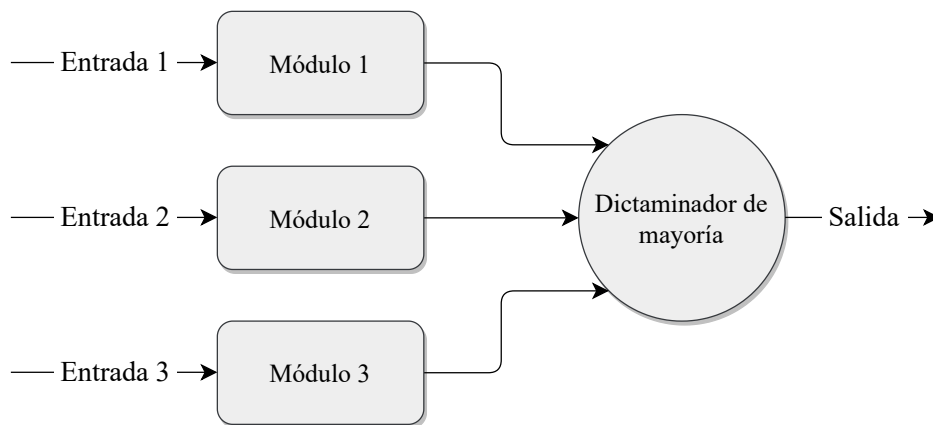 Entrada 1
Módulo 1
Entrada 2
Módulo 2
Dictaminador de
mayoría
Salida
Entrada 3
Módulo 3